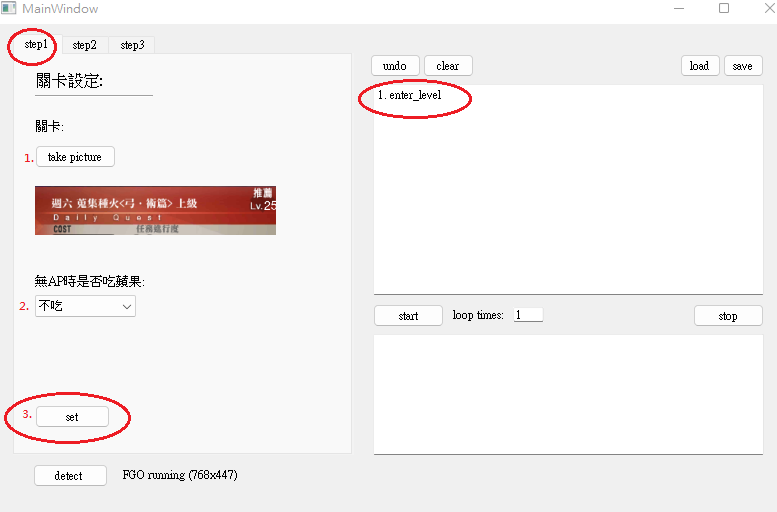 MainWindow
step1 step2 step3
關卡設定:
關卡:
1. take picture
週六 蒐集種火<弓·術篇> 上級
推薦
Lv.25
Daily Quest
COST 任務進行度
無AP時是否吃蘋果:
2. 不吃
3. set
detect FGO running (768x447)
undo clear load save
1. enter_level
start loop times: 1 stop